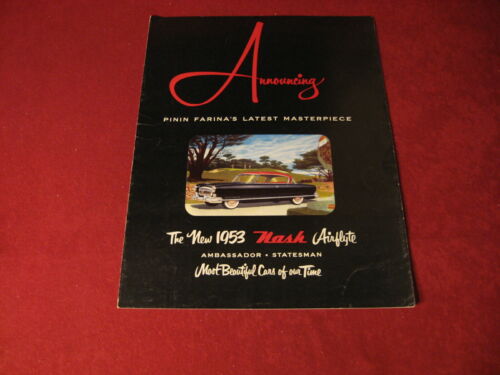 Announcing
PININ FARINA'S LATEST MASTERPIECE
The New 1953 Nash Airflyte
AMBASSADOR • STATESMAN
Most Beautiful Cars of our Time